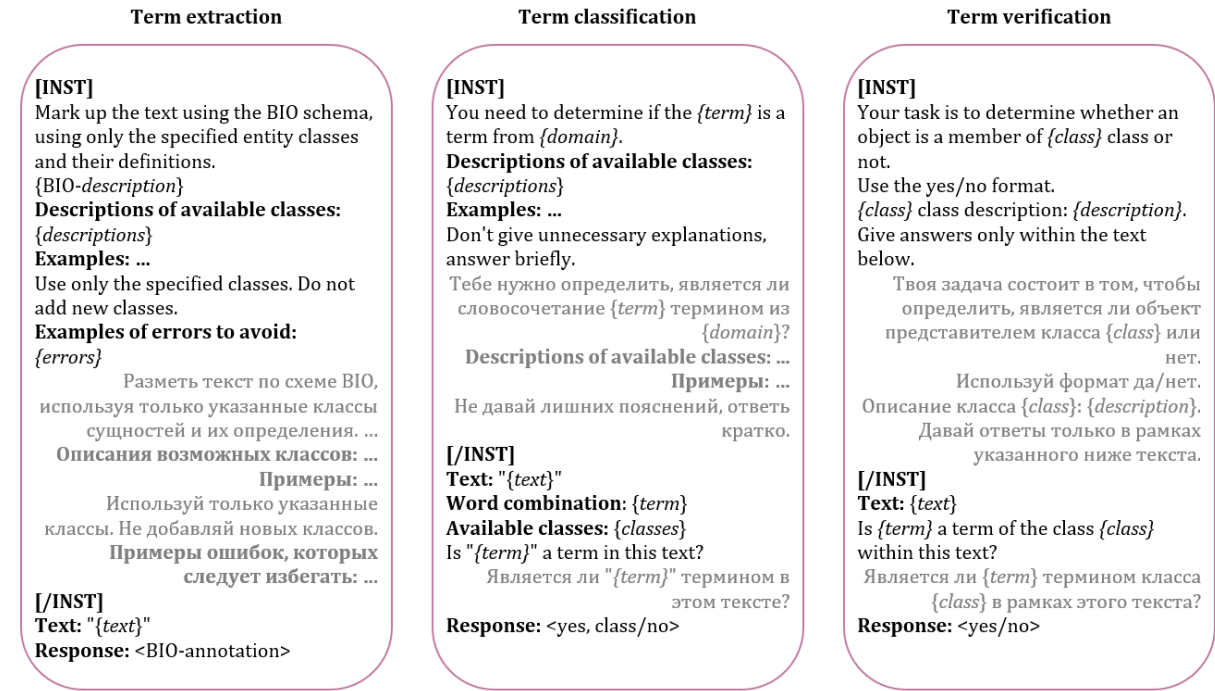 Term extraction
[INST]
Mark up the text using the BIO schema,
using only the specified entity classes
and their definitions.
{BIO-description}
Descriptions of available classes:
{descriptions}
Examples: ...
Use only the specified classes. Do not
add new classes.
Examples of errors to avoid:
{errors}
Разметь текст по схеме BIO,
используя только указанные классы
сущностей и их определения. ...
Описания возможных классов: ...
Примеры: ...
Используй только указанные
классы. Не добавляй новых классов.
Примеры ошибок, которых
следует избегать: ...
[/INST]
Text: "{text}"
Response: <BIO-annotation>
Term classification
[INST]
You need to determine if the {term} is a
term from {domain}.
Descriptions of available classes:
{descriptions}
Examples: ...
Don't give unnecessary explanations,
answer briefly.
Тебе нужно определить, является ли
словосочетание {term} термином из
{domain}?
Descriptions of available classes: ...
Примеры: ...
Не давай лишних пояснений, ответь
кратко.
[/INST]
Text: "{text}"
Word combination: {term}
Available classes: {classes}
Is "{term}" a term in this text?
Является ли "{term}" термином в
этом тексте?
Response: <yes, class/no>
Term verification
[INST]
Your task is to determine whether an
object is a member of {class} class or
not.
Use the yes/no format.
{class} class description: {description}.
Give answers only within the text
below.
Твоя задача состоит в том, чтобы
определить, является ли объект
представителем класса {class} или
нет.
Используй формат да/нет.
Описание класса {class}: {description}.
Давай ответы только в рамках
указанного ниже текста.
[/INST]
Text: {text}
Is {term} a term of the class {class}
within this text?
Является ли {term} термином класса
{class} в рамках этого текста?
Response: <yes/no>